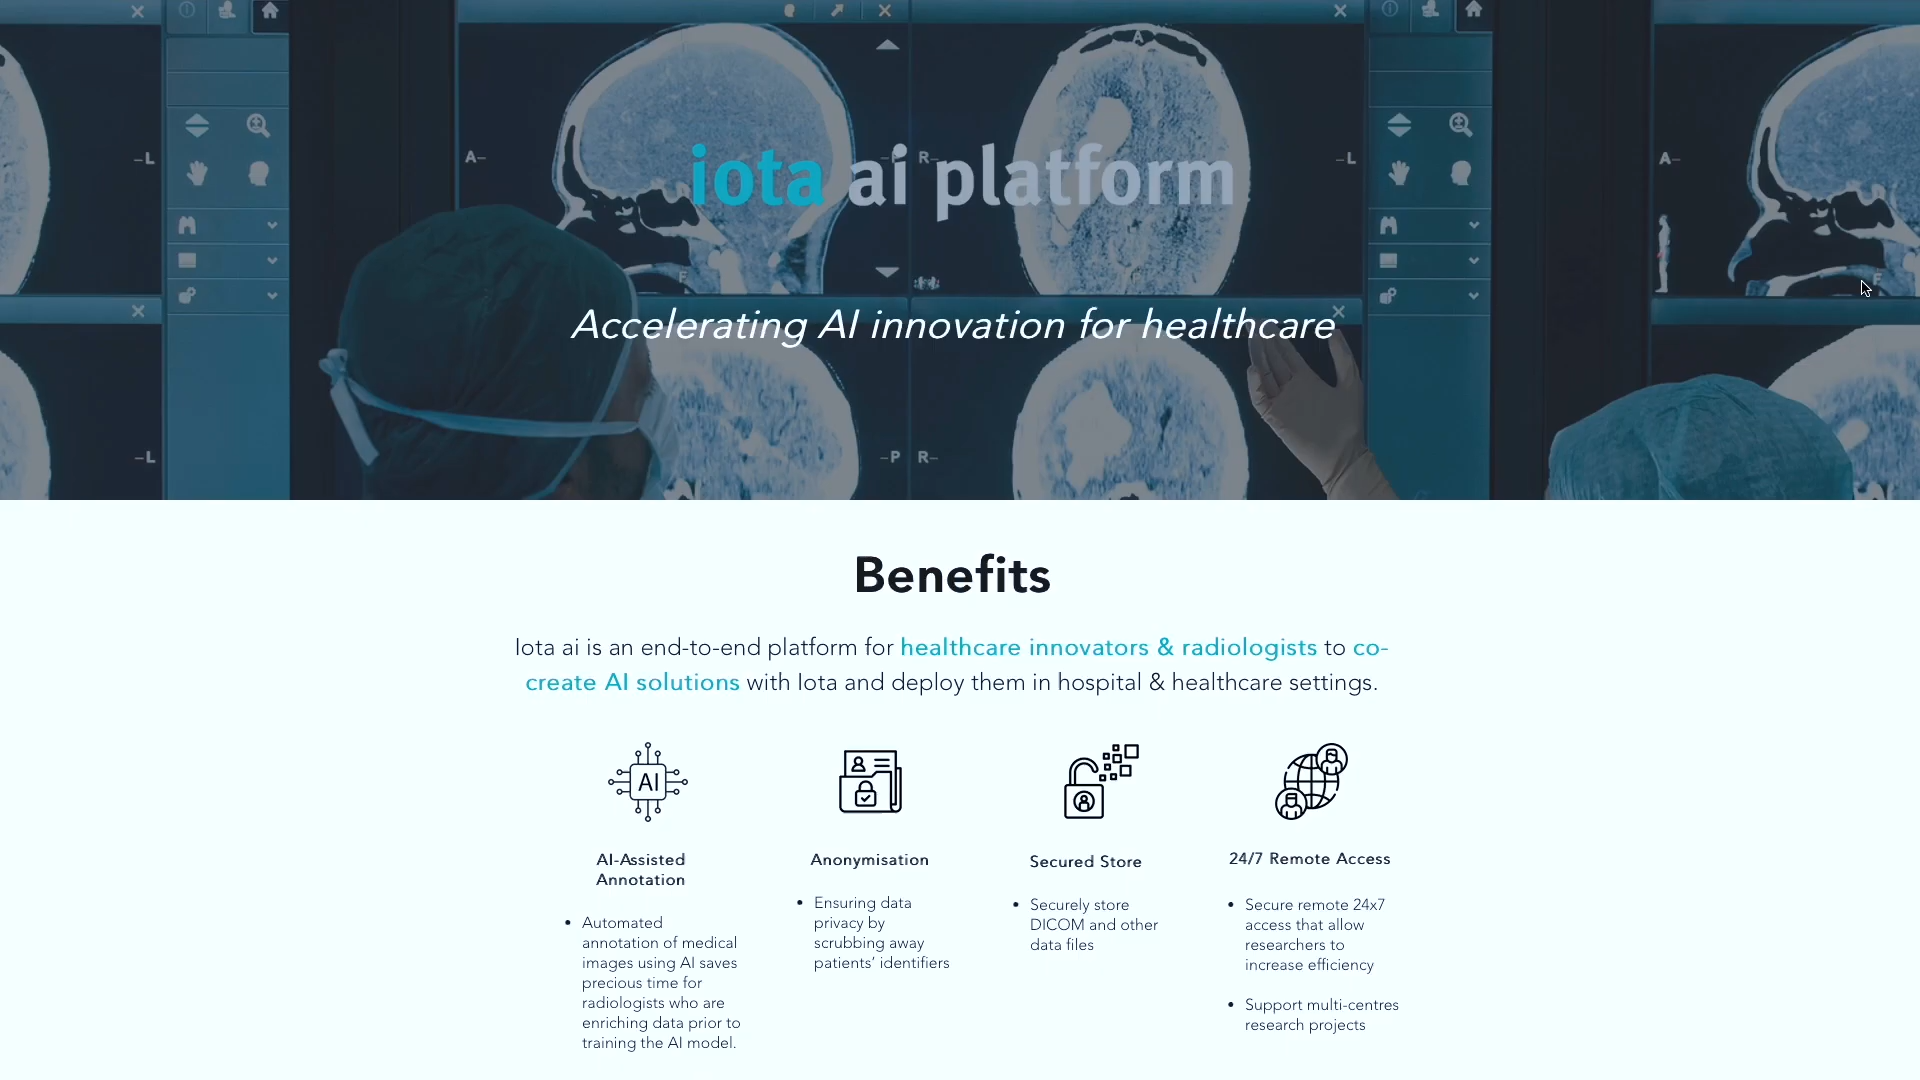 A
-L
A-
R-
-L
A-
iota ai platform
F
F
Accelerating AI innovation for healthcare
-L
-P
R-
Benefits
Iota ai is an end-to-end platform for healthcare innovators & radiologists to co-
create AI solutions with Iota and deploy them in hospital & healthcare settings.
AI
AI-Assisted
Annotation
• Automated
annotation of medical
images using AI saves
precious time for
radiologists who are
enriching data prior to
training the AI model.
Anonymisation
• Ensuring data
privacy by
scrubbing away
patients’ identifiers
Secured Store
• Securely store
DICOM and other
data files
24/7 Remote Access
• Secure remote 24x7
access that allow
researchers to
increase efficiency
• Support multi-centres
research projects